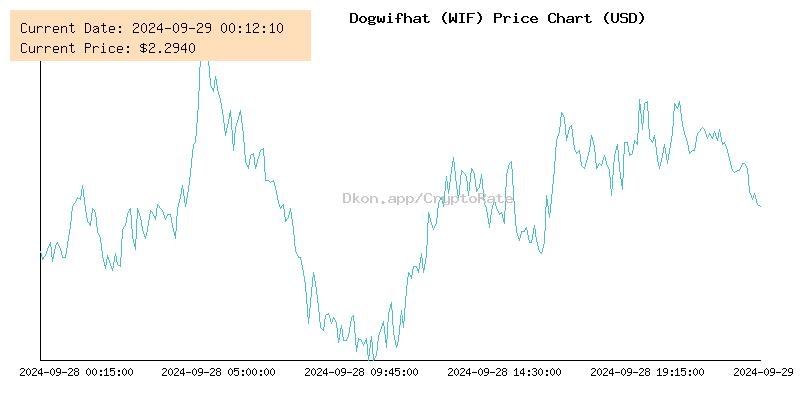 Dogwifhat (WIF) Price Chart (USD)
Current Date: 2024-09-29 00:12:10
Current Price: $2.2940
Dkon.app/CryptoRate
2024-09-28 00:15:00
2024-09-28 05:00:00
2024-09-28 09:45:00
2024-09-28 14:30:00
2024-09-28 19:15:00
2024-09-29